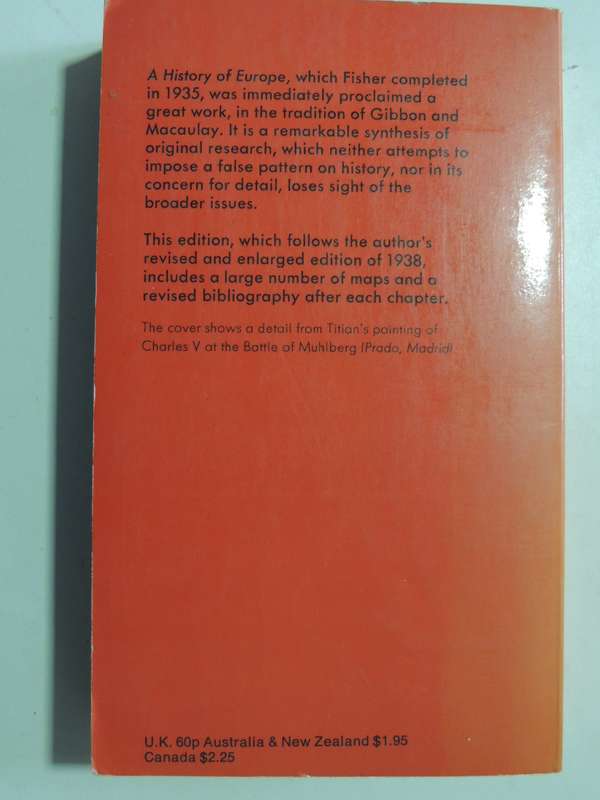 A History of Europe, which Fisher completed
in 1935, was immediately proclaimed a
great work, in the tradition of Gibbon and
Macaulay. It is a remarkable synthesis of
original research, which neither attempts to
impose a false pattern on history, nor in its
concern for detail, loses sight of the
broader issues.
This edition, which follows the author's
revised and enlarged edition of 1938,
includes a large number of maps and a
revised bibliography after each chapter.
The cover shows a detail from Titian's painting of
Charles V at the Battle of Muhlberg (Prado, Madrid)
U.K. 60p Australia & New Zealand $1.95
Canada $2.25